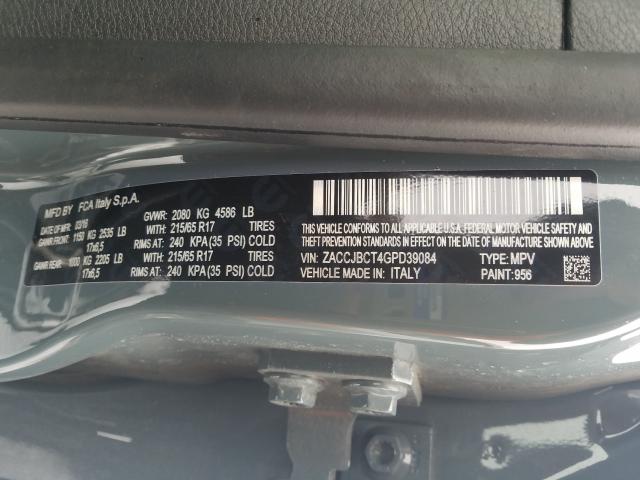 MFD BY FCA Italy S.p.A.
DATE OF MFR: 03/16 GVWR: 2080 KG 4586 LB
GAWR FRONT: 1150 KG 2535 LB WITH 215/65 R17 TIRES
17x6,5 RIMS AT: 240 KPA(35 PSI) COLD
GAWR REAR: 1000 KG 2205 LB WITH 215/65 R17 TIRES
17x6,5 RIMS AT: 240 KPA(35 PSI) COLD
THIS VEHICLE CONFORMS TO ALL APPLICABLE U.S.A. FEDERAL MOTOR VEHICLE SAFETY, BUMPER, AND
THEFT PREVENTION STANDARDS IN EFFECT ON THE DATE OF MANUFACTURE SHOWN ABOVE
VIN: ZACCJBCT4GPD39084 TYPE: MPV
VEHICLE MADE IN: ITALY PAINT: 956